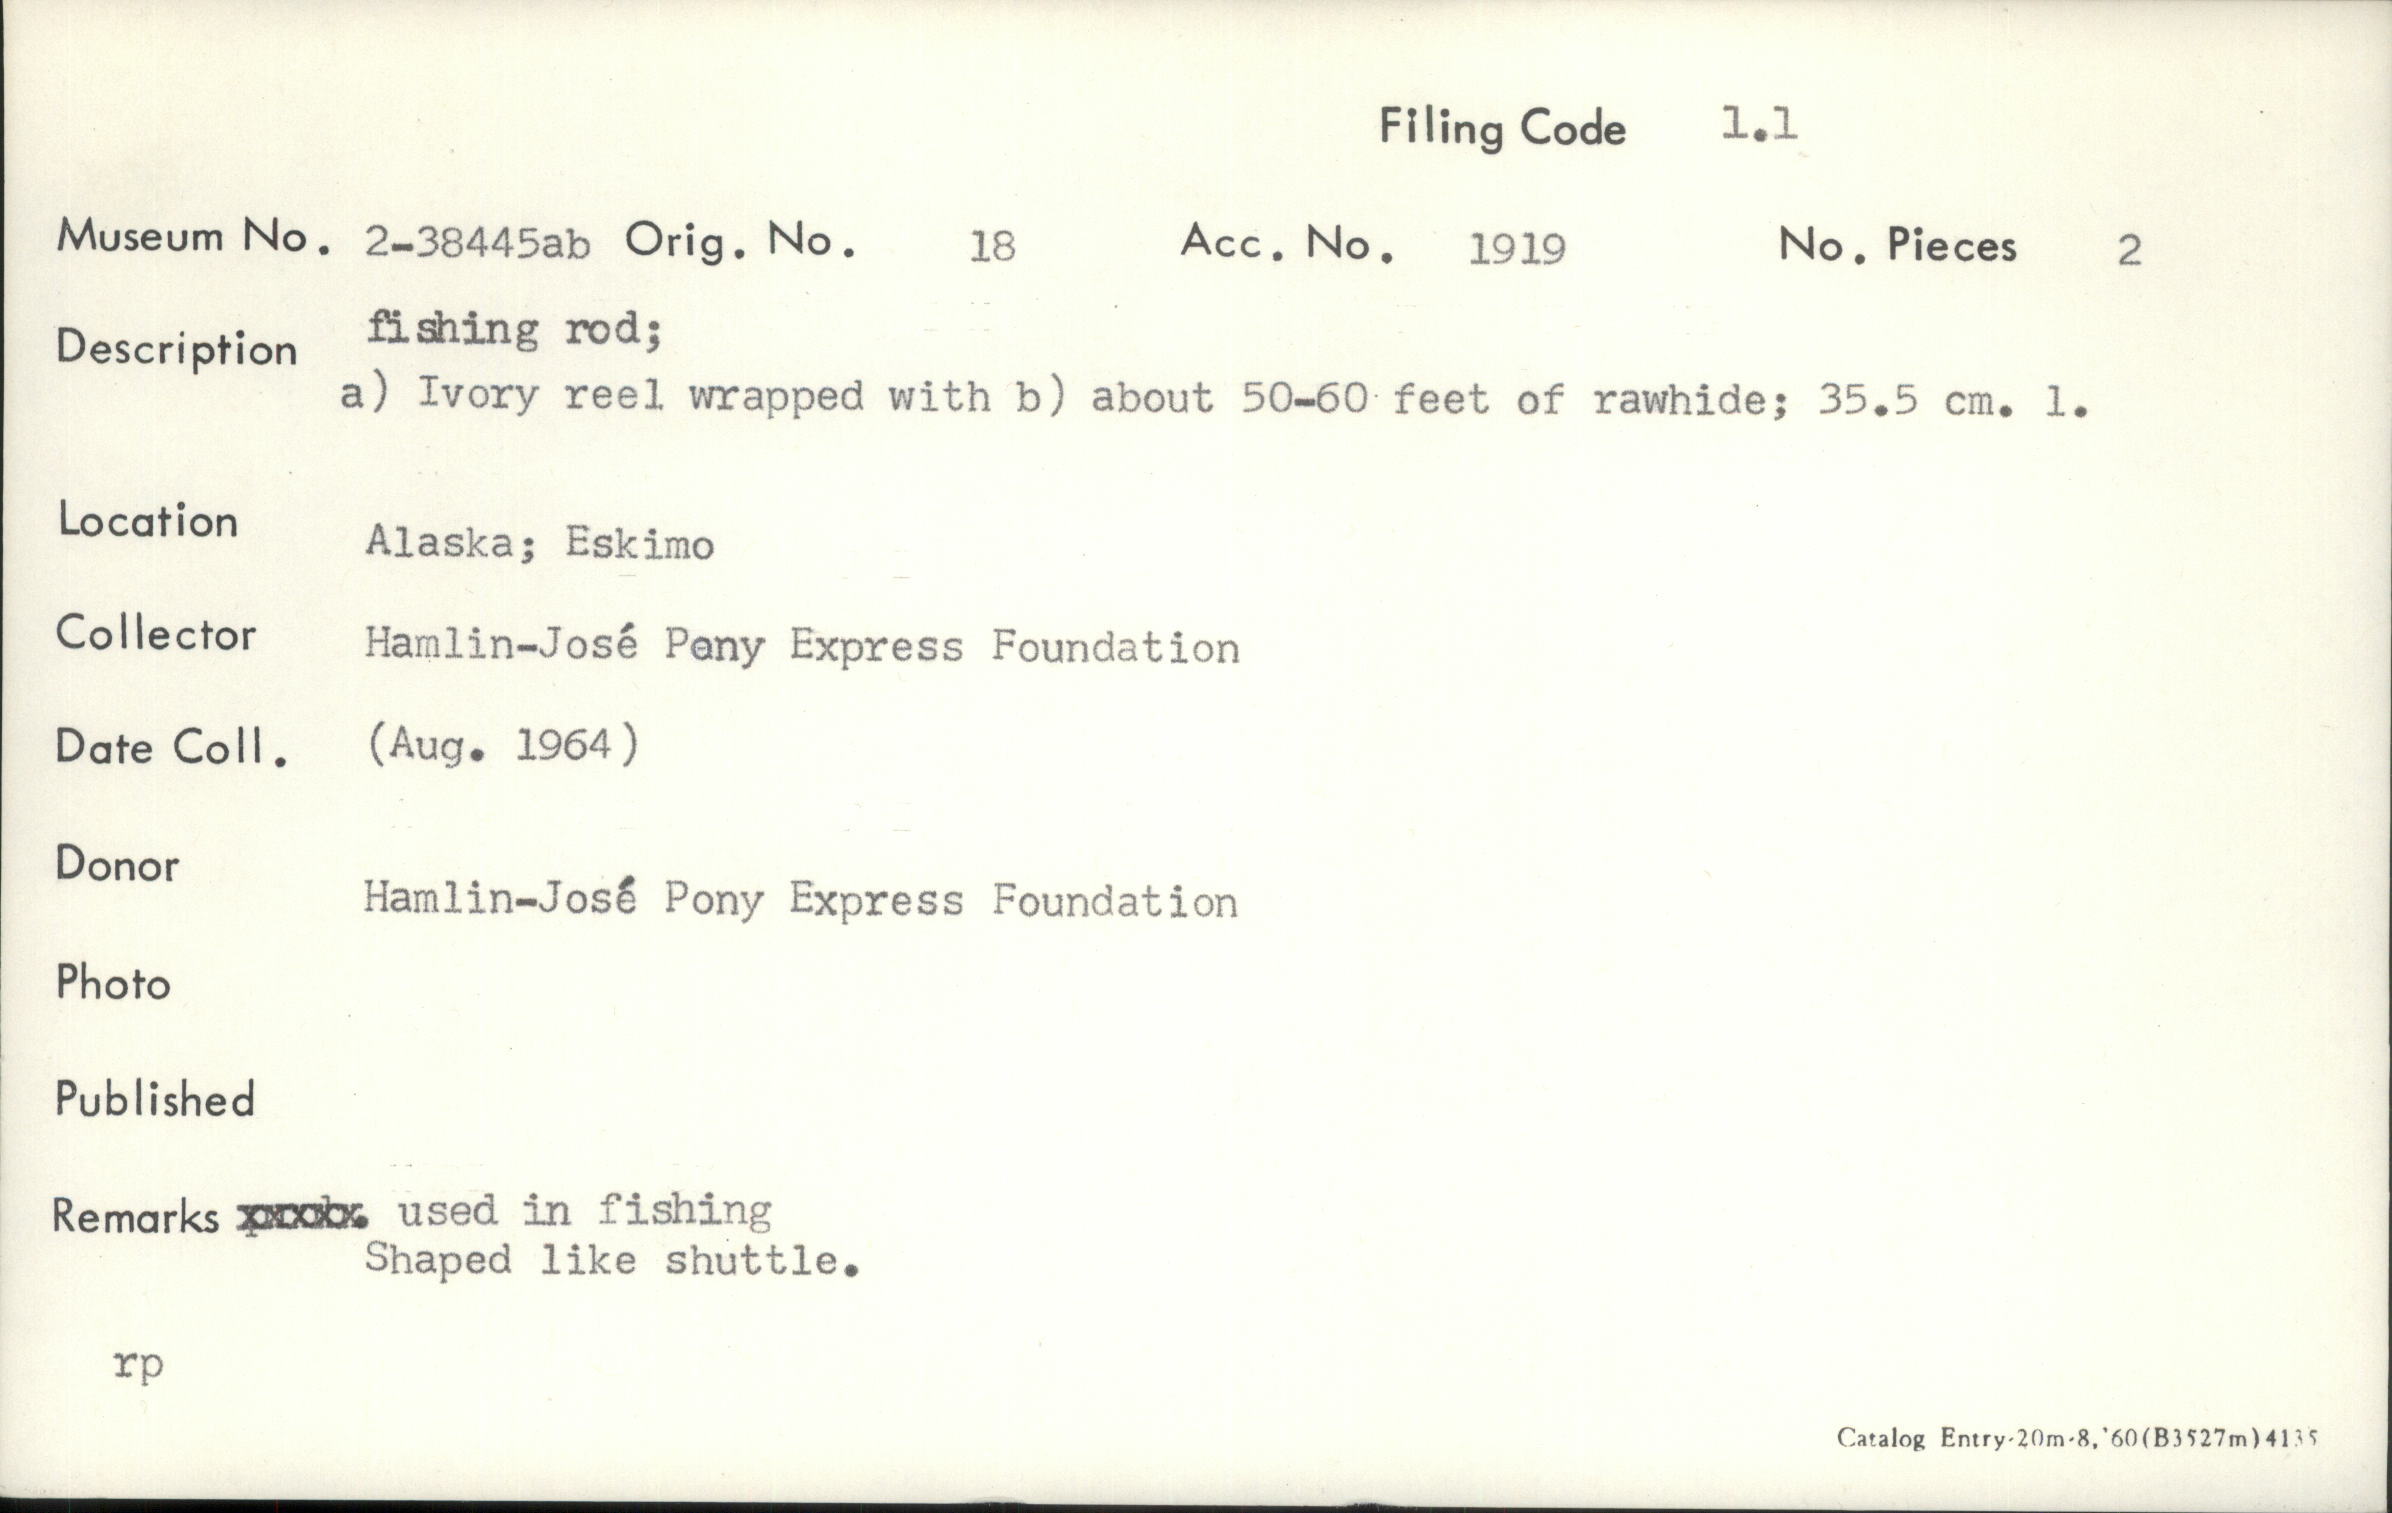 Filing Code 1.1
Museum No. 2-38445ab Orig. No. 18 Acc. No. 1919 No. Pieces 2
Description fishing rod;
a) Ivory reel wrapped with b) about 50-60 feet of rawhide; 35.5 cm. l.
Location Alaska; Eskimo
Collector Hamlin-José Pony Express Foundation
Date Coll. (Aug. 1964)
Donor Hamlin-José Pony Express Foundation
Photo
Published
Remarks used in fishing
Shaped like shuttle.
rp
Catalog Entry-20m-8,'60(B3527m)4135